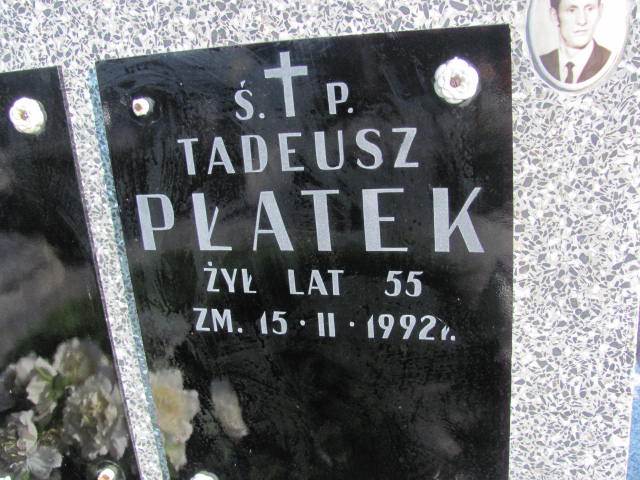 Ś. P.
TADEUSZ
PŁATEK
ŻYŁ LAT 55
ZM. 15·II·1992r.